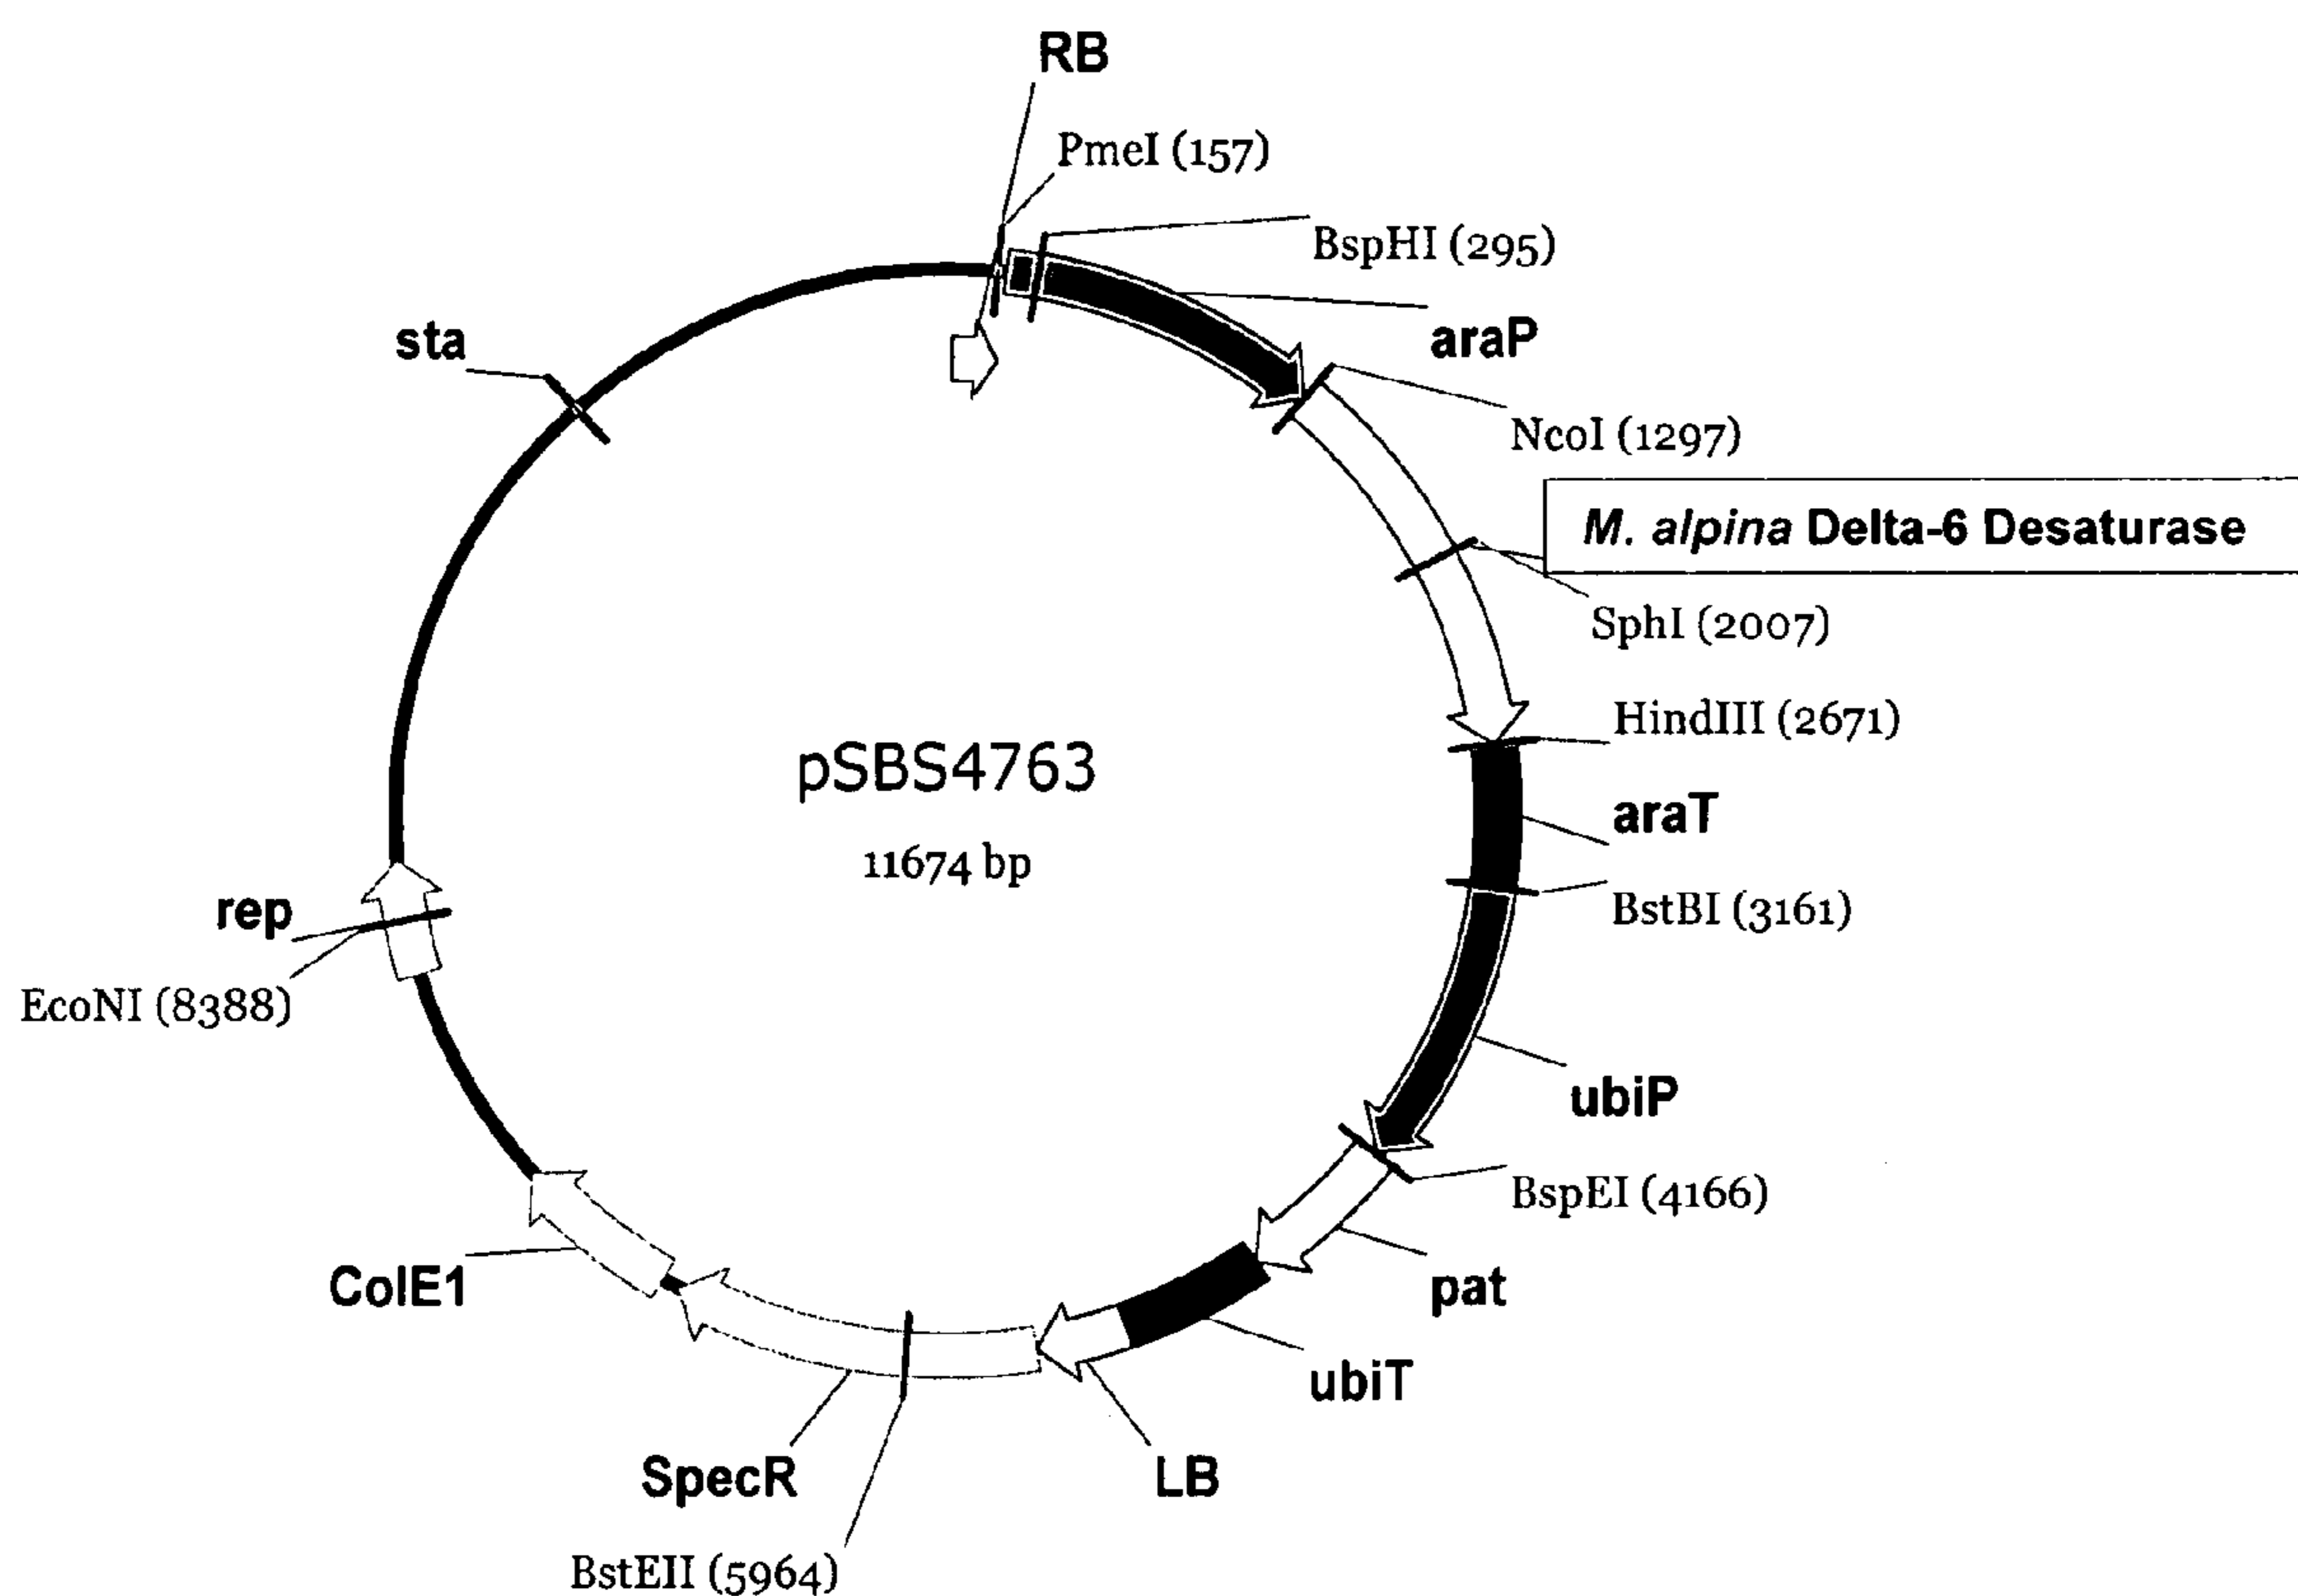 RB
PmeI (157)
BspHI (295)
araP
sta
NcoI (1297)
M. alpina Delta-6 Desaturase
SphI (2007)
HindIII (2671)
pSBS4763
11674 bp
araT
BstBI (3161)
rep
EcoNI (8388)
ubiP
BspEI (4166)
ColE1
pat
ubiT
SpecR
LB
BstEII (5964)